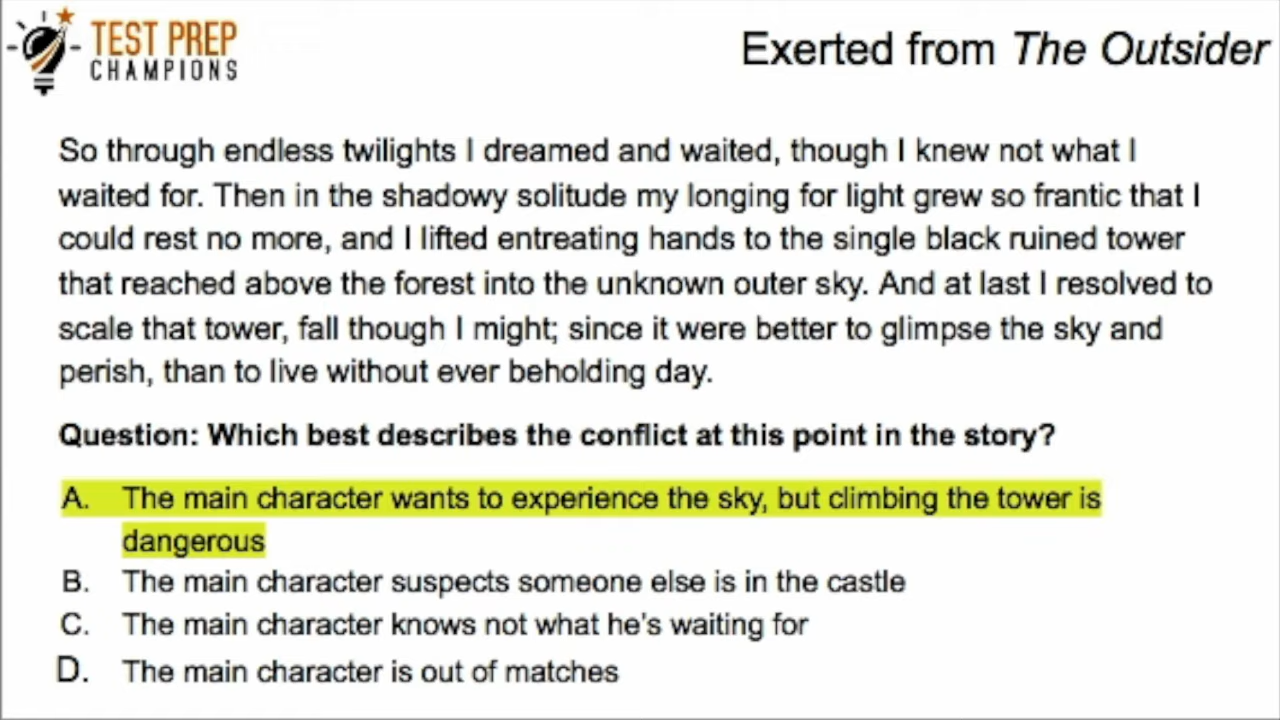 TEST PREP
CHAMPIONS
Exerted from The Outsider
So through endless twilights I dreamed and waited, though I knew not what I
waited for. Then in the shadowy solitude my longing for light grew so frantic that I
could rest no more, and I lifted entreating hands to the single black ruined tower
that reached above the forest into the unknown outer sky. And at last I resolved to
scale that tower, fall though I might; since it were better to glimpse the sky and
perish, than to live without ever beholding day.
Question: Which best describes the conflict at this point in the story?
A. The main character wants to experience the sky, but climbing the tower is
dangerous
B. The main character suspects someone else is in the castle
C. The main character knows not what he's waiting for
D. The main character is out of matches